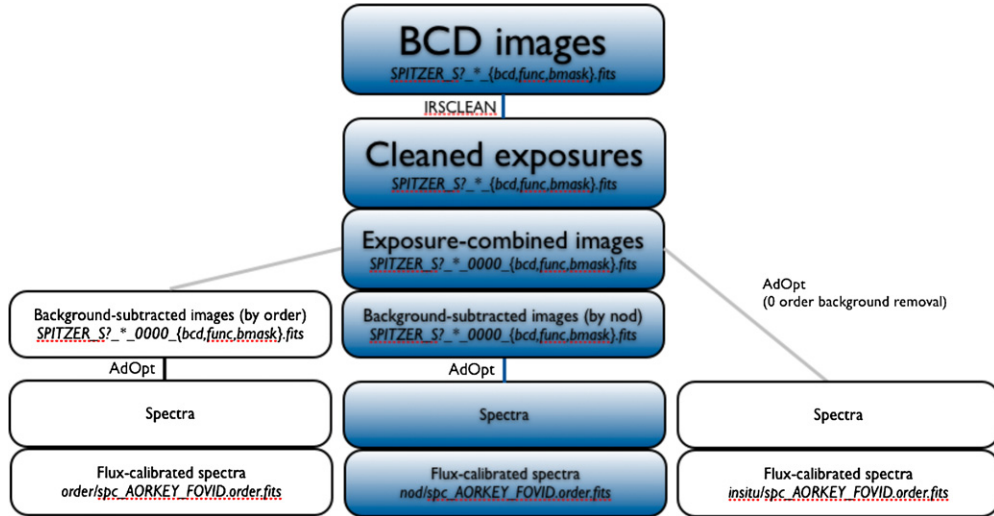 BCD images
SPITZER_S?_*_{bcd,func,bmask}.fits
IRSCLEAN
Cleaned exposures
SPITZER_S?_*_{bcd,func,bmask}.fits
Exposure-combined images
SPITZER_S?_*_0000_{bcd,func,bmask}.fits
AdOpt
(0 order background removal)
Background-subtracted images (by order)
SPITZER_S?_*_0000_{bcd,func,bmask}.fits
Background-subtracted images (by nod)
SPITZER_S?_*_0000_{bcd,func,bmask}.fits
AdOpt
AdOpt
Spectra
Spectra
Spectra
Flux-calibrated spectra
order/spc_AORKEY_FOVID.order.fits
Flux-calibrated spectra
nod/spc_AORKEY_FOVID.order.fits
Flux-calibrated spectra
insitu/spc_AORKEY_FOVID.order.fits